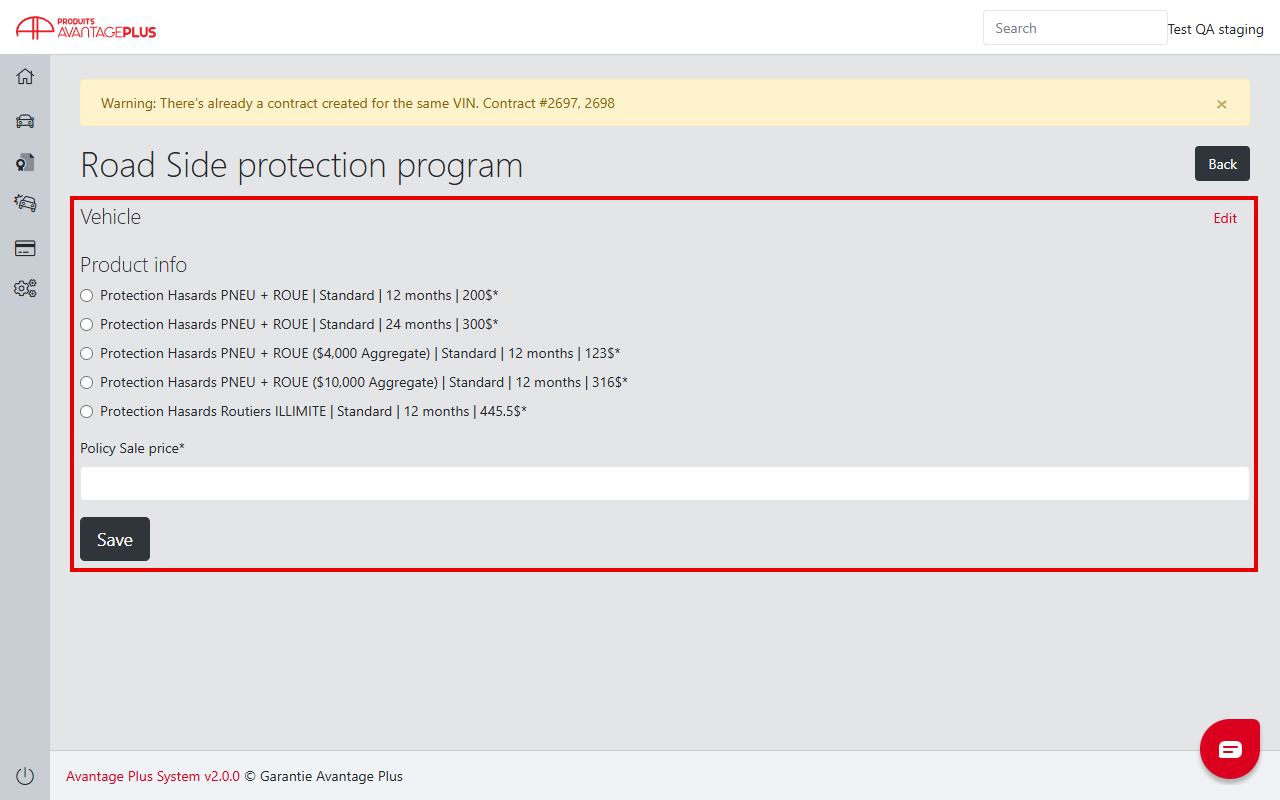 PRODUITS
AVANTAGEPLUS
Search
Test QA staging
Warning: There's already a contract created for the same VIN. Contract #2697, 2698
×
Road Side protection program
Back
Vehicle
Edit
Product info
Protection Hasards PNEU + ROUE | Standard | 12 months | 200$*
Protection Hasards PNEU + ROUE | Standard | 24 months | 300$*
Protection Hasards PNEU + ROUE ($4,000 Aggregate) | Standard | 12 months | 123$*
Protection Hasards PNEU + ROUE ($10,000 Aggregate) | Standard | 12 months | 316$*
Protection Hasards Routiers ILLIMITE | Standard | 12 months | 445.5$*
Policy Sale price*
Save
Avantage Plus System v2.0.0 © Garantie Avantage Plus